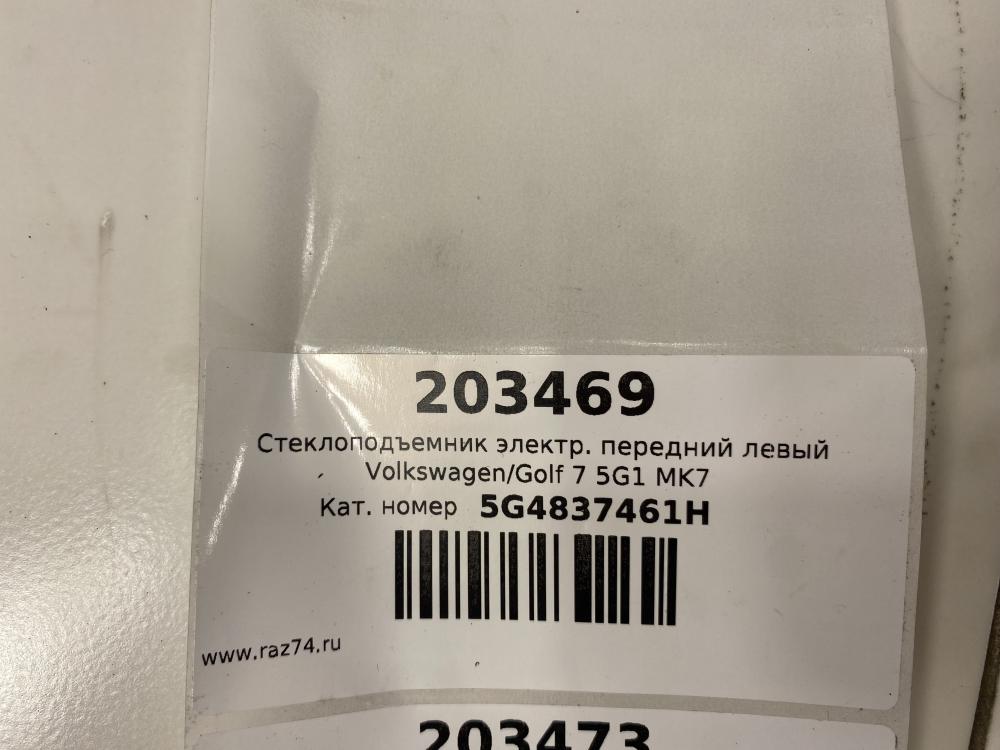 203469
Стеклоподъемник электр. передний левый
Volkswagen/Golf 7 5G1 MK7
Кат. номер 5G4837461H
www.raz74.ru
203473